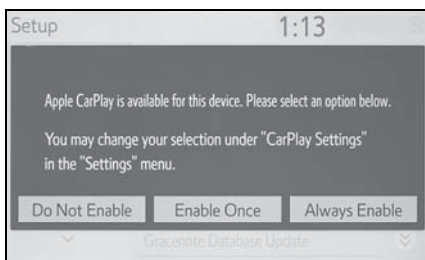 Setup 1:13
Apple CarPlay is available for this device. Please select an option below.
You may change your selection under "CarPlay Settings"
in the "Settings" menu.
Do Not Enable Enable Once Always Enable
Gracenote Database Update